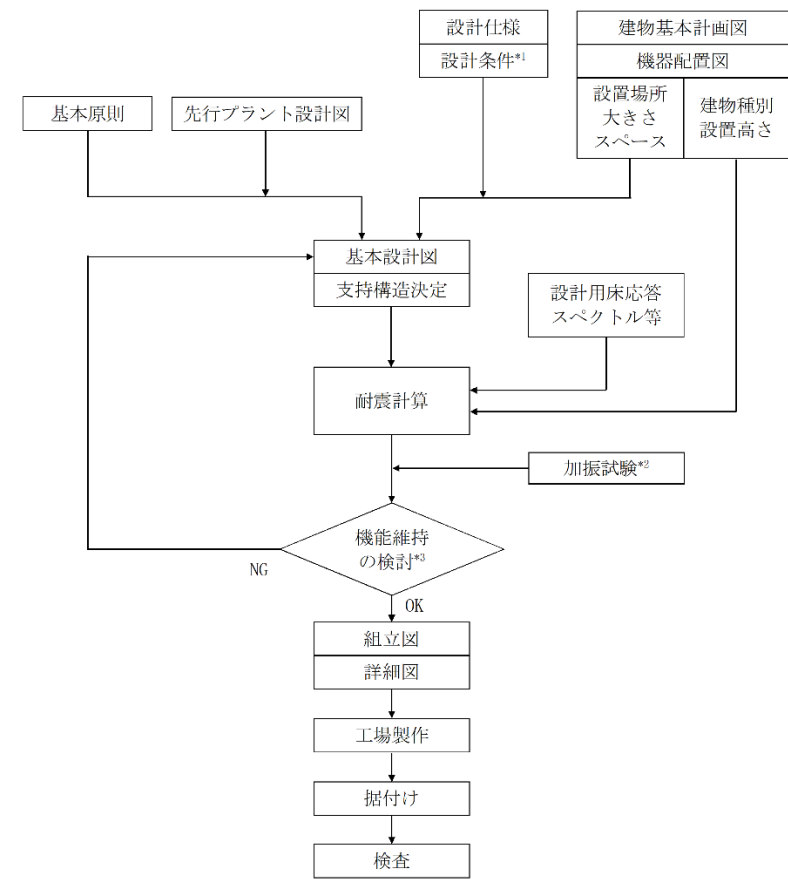 設計仕様
設計条件*1
建物基本計画図
機器配置図
設置場所
大きさ
スペース
建物種別
設置高さ
基本原則
先行プラント設計図
基本設計図
支持構造決定
設計用床応答
スペクトル等
耐震計算
加振試験*2
機能維持
の検討*3
NG
OK
組立図
詳細図
工場製作
据付け
検査